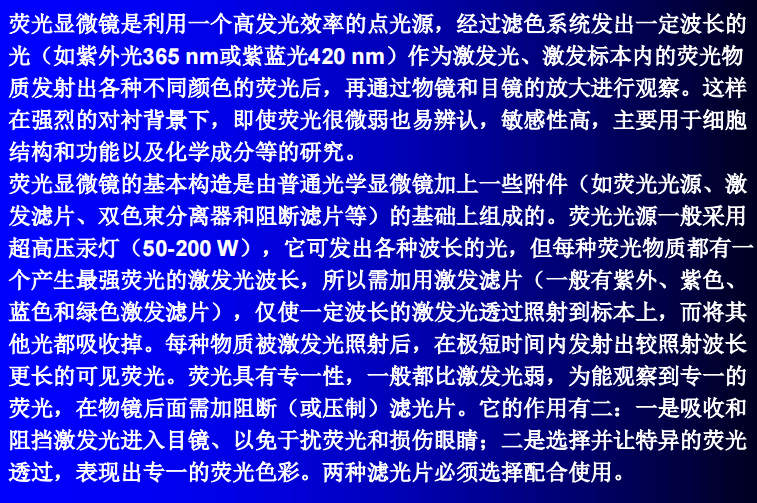 荧光显微镜是利用一个高发光效率的点光源，经过滤色系统发出一定波长的
光（如紫外光365 nm或紫蓝光420 nm）作为激发光、激发标本内的荧光物
质发射出各种不同颜色的荧光后，再通过物镜和目镜的放大进行观察。这样
在强烈的对衬背景下，即使荧光很微弱也易辨认，敏感性高，主要用于细胞
结构和功能以及化学成分等的研究。
荧光显微镜的基本构造是由普通光学显微镜加上一些附件（如荧光光源、激
发滤片、双色束分离器和阻断滤片等）的基础上组成的。荧光光源一般采用
超高压汞灯（50-200 W），它可发出各种波长的光，但每种荧光物质都有一
个产生最强荧光的激发光波长，所以需加用激发滤片（一般有紫外、紫色、
蓝色和绿色激发滤片），仅使一定波长的激发光透过照射到标本上，而将其
他光都吸收掉。每种物质被激发光照射后，在极短时间内发射出较照射波长
更长的可见荧光。荧光具有专一性，一般都比激发光弱，为能观察到专一的
荧光，在物镜后面需加阻断（或压制）滤光片。它的作用有二：一是吸收和
阻挡激发光进入目镜、以免于扰荧光和损伤眼睛；二是选择并让特异的荧光
透过，表现出专一的荧光色彩。两种滤光片必须选择配合使用。